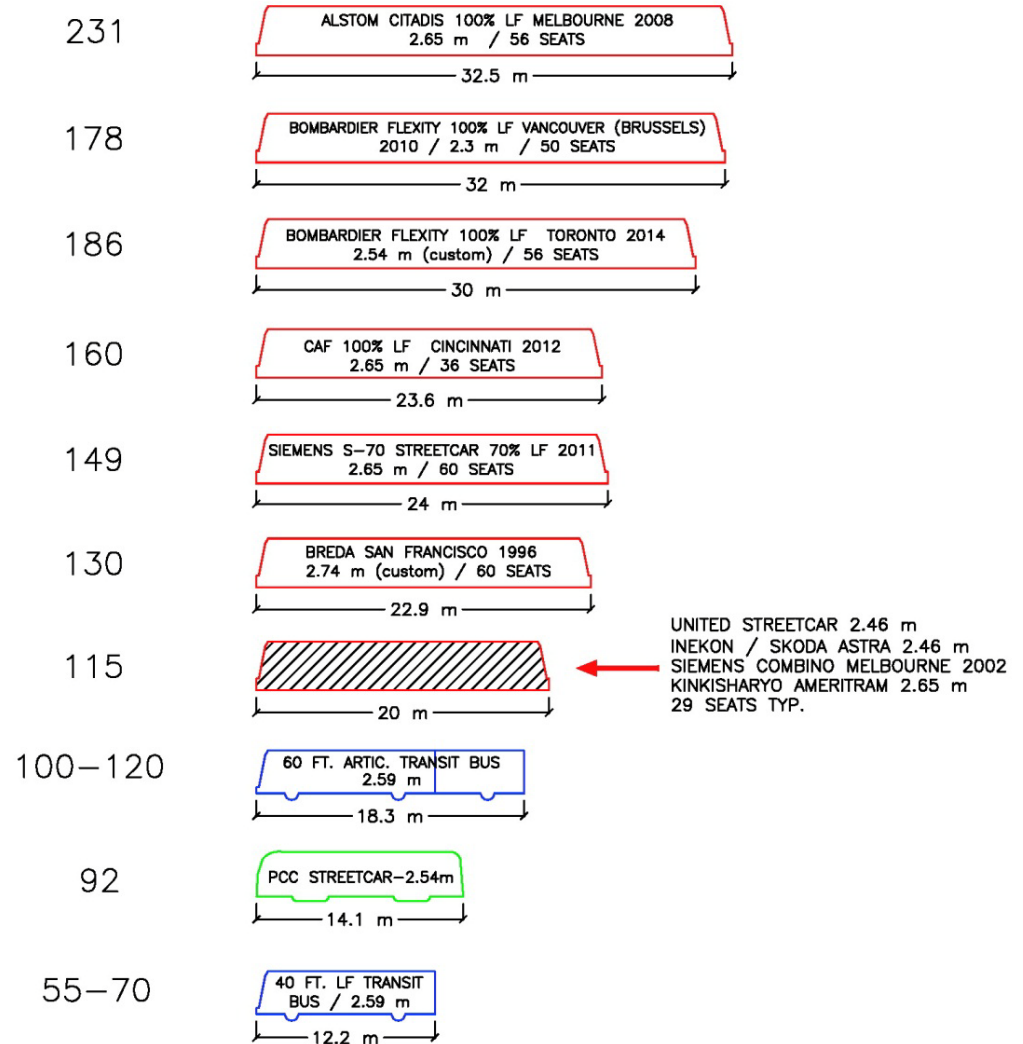 231
ALSTOM CITADIS 100% LF MELBOURNE 2008
2.65 m / 56 SEATS
32.5 m
178
BOMBARDIER FLEXITY 100% LF VANCOUVER (BRUSSELS)
2010 / 2.3 m / 50 SEATS
32 m
186
BOMBARDIER FLEXITY 100% LF TORONTO 2014
2.54 m (custom) / 56 SEATS
30 m
160
CAF 100% LF CINCINNATI 2012
2.65 m / 36 SEATS
23.6 m
149
SIEMENS S-70 STREETCAR 70% LF 2011
2.65 m / 60 SEATS
24 m
130
BREDA SAN FRANCISCO 1996
2.74 m (custom) / 60 SEATS
22.9 m
115
20 m
UNITED STREETCAR 2.46 m
INEKON / SKODA ASTRA 2.46 m
SIEMENS COMBINO MELBOURNE 2002
KINKISHARYO AMERITRAM 2.65 m
29 SEATS TYP.
100-120
60 FT. ARTIC. TRANSIT BUS
2.59 m
18.3 m
92
PCC STREETCAR-2.54m
14.1 m
55-70
40 FT. LF TRANSIT
BUS / 2.59 m
12.2 m